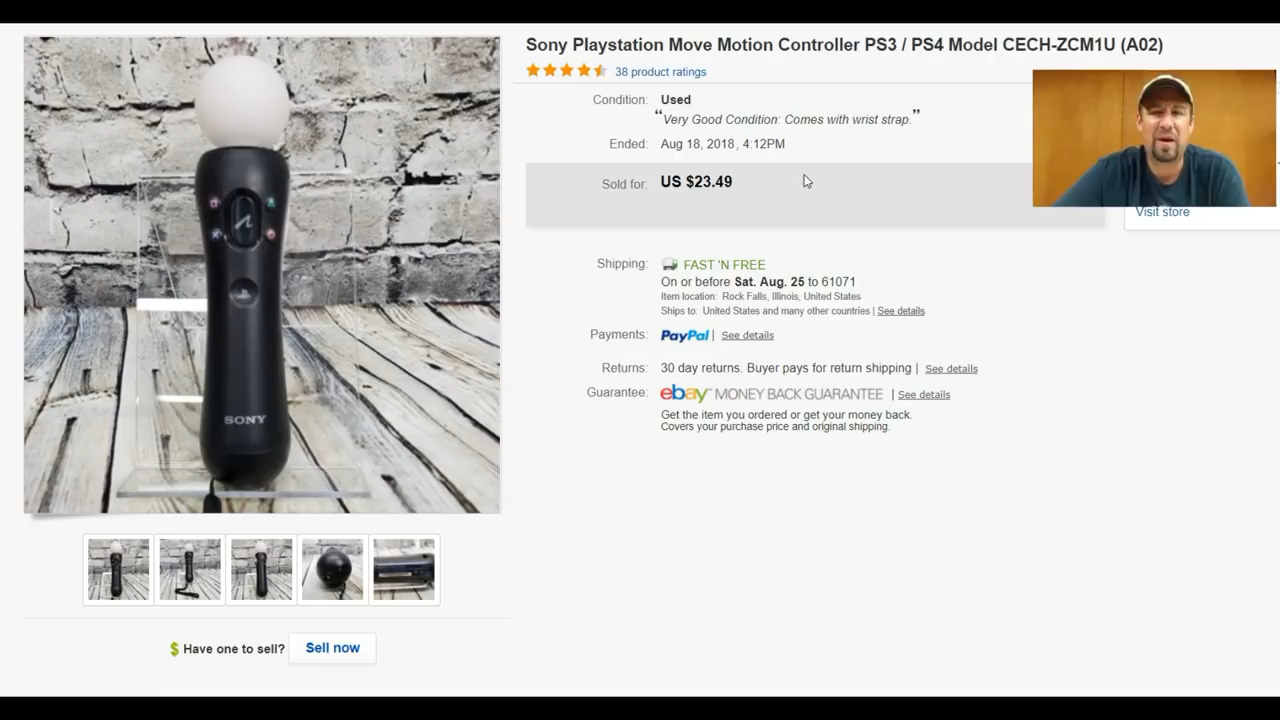 Sony Playstation Move Motion Controller PS3 / PS4 Model CECH-ZCM1U (A02)
38 product ratings
Condition: Used
“Very Good Condition: Comes with wrist strap.”
Ended: Aug 18, 2018, 4:12PM
Sold for: US $23.49
Visit store
Shipping: FAST 'N FREE
On or before Sat. Aug. 25 to 61071
Item location: Rock Falls, Illinois, United States
Ships to: United States and many other countries | See details
Payments: PayPal | See details
Returns: 30 day returns. Buyer pays for return shipping | See details
Guarantee: ebay MONEY BACK GUARANTEE | See details
Get the item you ordered or get your money back.
Covers your purchase price and original shipping.
SONY
$ Have one to sell? Sell now